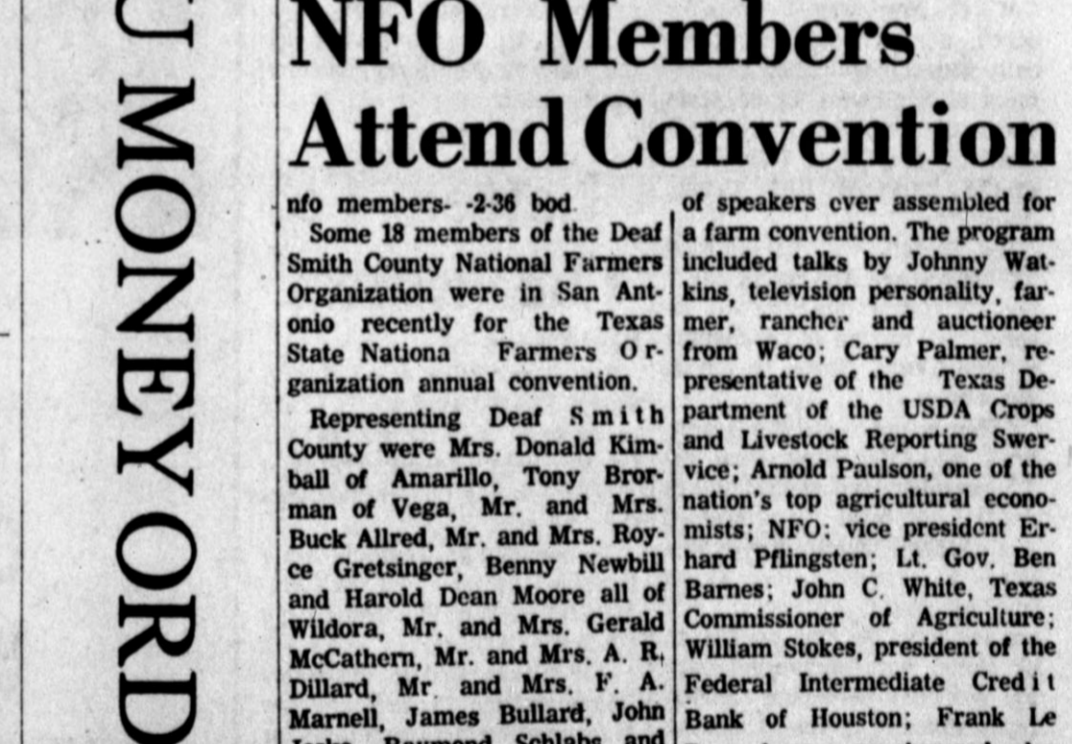 U MONEY ORD
NFO Members
Attend Convention
nfo members- -2-36 bod
Some 18 members of the Deaf
Smith County National Farmers
Organization were in San Ant-
onio recently for the Texas
State Nationa Farmers Or-
ganization annual convention.
Representing Deaf Smith
County were Mrs. Donald Kim-
ball of Amarillo, Tony Bror-
man of Vega, Mr. and Mrs.
Buck Allred, Mr. and Mrs. Roy-
ce Gretsinger, Benny Newbill
and Harold Dean Moore all of
Wildora, Mr. and Mrs. Gerald
McCathern, Mr. and Mrs. A. R.
Dillard, Mr. and Mrs. F. A.
Marnell, James Bullard, John
Raymond Schlabs and
of speakers ever assembled for
a farm convention. The program
included talks by Johnny Wat-
kins, television personality, far-
mer, rancher and auctioneer
from Waco; Cary Palmer, re-
presentative of the Texas De-
partment of the USDA Crops
and Livestock Reporting Swer-
vice; Arnold Paulson, one of the
nation's top agricultural econo-
mists; NFO: vice president Er-
hard Pflingsten; Lt. Gov. Ben
Barnes; John C. White, Texas
Commissioner of Agriculture;
William Stokes, president of the
Federal Intermediate Credit
Bank of Houston; Frank Le